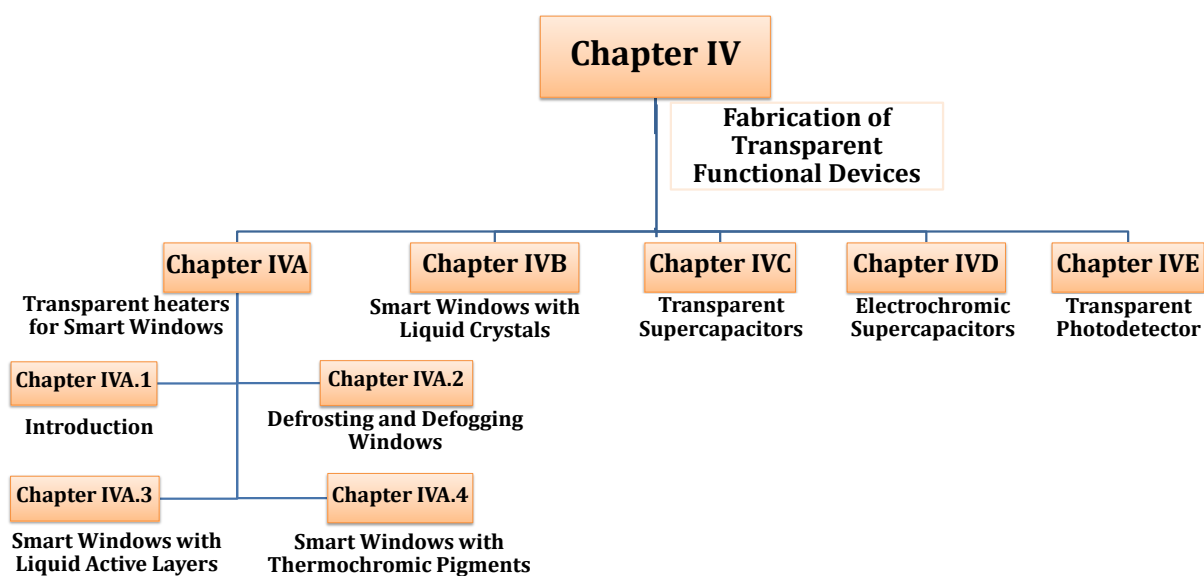 Chapter IV
Fabrication of
Transparent
Functional Devices
Chapter IVA
Transparent heaters
for Smart Windows
Chapter IVB
Smart Windows with
Liquid Crystals
Chapter IVC
Transparent
Supercapacitors
Chapter IVD
Electrochromic
Supercapacitors
Chapter IVE
Transparent
Photodetector
Chapter IVA.1
Introduction
Chapter IVA.2
Defrosting and Defogging
Windows
Chapter IVA.3
Smart Windows with
Liquid Active Layers
Chapter IVA.4
Smart Windows with
Thermochromic Pigments